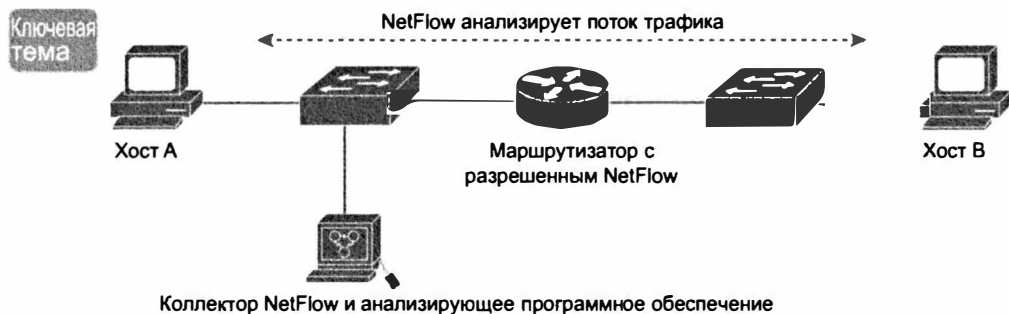 Ключевая
тема
NetFlow анализирует поток трафика
Хост A
Маршрутизатор с
разрешенным NetFlow
Хост B
Коллектор NetFlow и анализирующее программное обеспечение